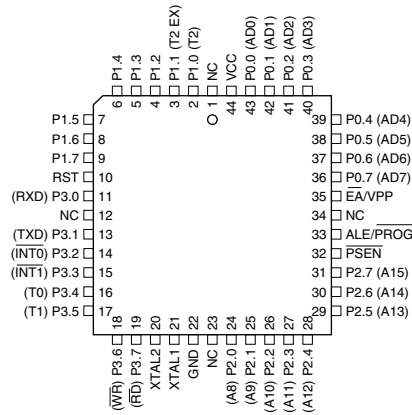 P1.4
P1.3
P1.2
P1.1 (T2 EX)
P1.0 (T2)
NC
VCC
P0.0 (AD0)
P0.1 (AD1)
P0.2 (AD2)
P0.3 (AD3)
6
5
4
3
2
1
44
43
42
41
40
P1.5 7
P1.6 8
P1.7 9
RST 10
(RXD) P3.0 11
NC 12
(TXD) P3.1 13
(INT0) P3.2 14
(INT1) P3.3 15
(T0) P3.4 16
(T1) P3.5 17
39 P0.4 (AD4)
38 P0.5 (AD5)
37 P0.6 (AD6)
36 P0.7 (AD7)
35 EA/VPP
34 NC
33 ALE/PROG
32 PSEN
31 P2.7 (A15)
30 P2.6 (A14)
29 P2.5 (A13)
18
19
20
21
22
23
24
25
26
27
28
(WR) P3.6
(RD) P3.7
XTAL2
XTAL1
GND
NC
(A8) P2.0
(A9) P2.1
(A10) P2.2
(A11) P2.3
(A12) P2.4